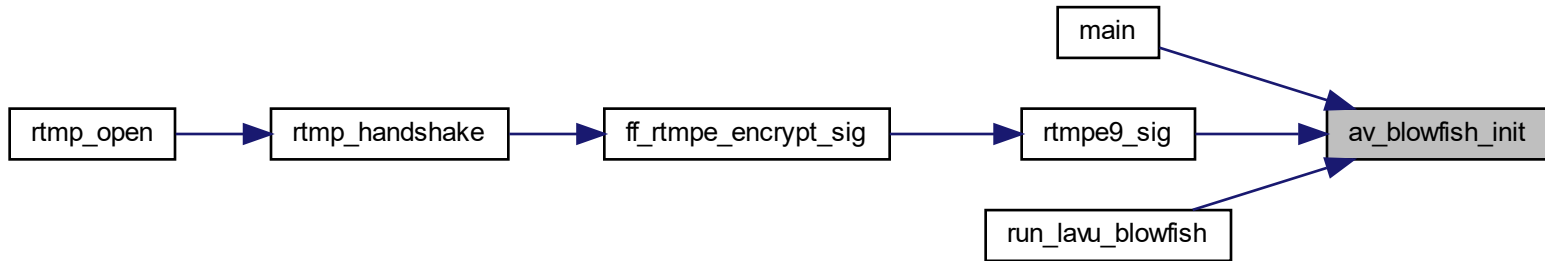 main
rtmp_open
rtmp_handshake
ff_rtmpe_encrypt_sig
rtmpe9_sig
av_blowfish_init
run_lavu_blowfish